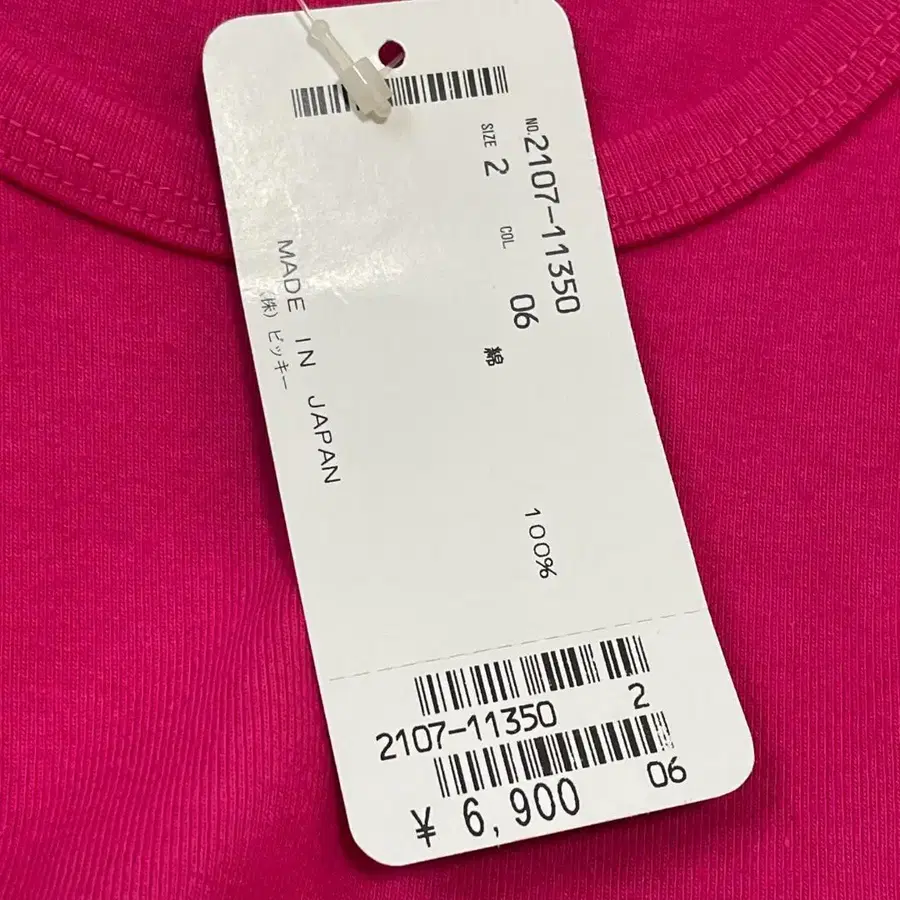 NO.2107-11350
SIZE 2 COL 06
綿 100%
MADE IN JAPAN
(株)ビッキー
2107-11350 2
06
¥ 6,900